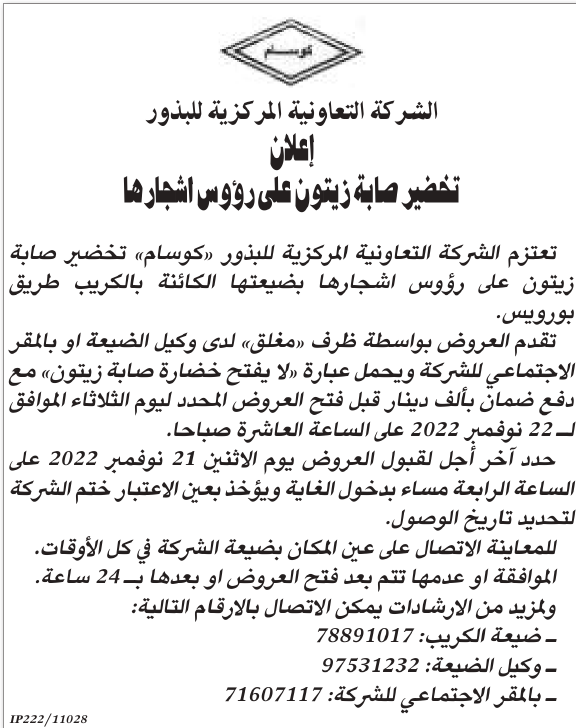 كوسام
الشركة التعاونية المركزية للبذور
إعلان
تخضير صابة زيتون على رؤوس اشجارها
تعتزم الشركة التعاونية المركزية للبذور «كوسام» تخضير صابة
زيتون على رؤوس اشجارها بضيعتها الكائنة بالكريب طريق
بورويس.
تقدم العروض بواسطة ظرف «مغلق» لدى وكيل الضيعة او بالمقر
الاجتماعي للشركة ويحمل عبارة «لا يفتح خضارة صابة زيتون» مع
دفع ضمان بألف دينار قبل فتح العروض المحدد ليوم الثلاثاء الموافق
لـــ 22 نوفمبر 2022 على الساعة العاشرة صباحا.
حدد آخر أجل لقبول العروض يوم الاثنين 21 نوفمبر 2022 على
الساعة الرابعة مساء بدخول الغاية ويؤخذ بعين الاعتبار ختم الشركة
لتحديد تاريخ الوصول.
للمعاينة الاتصال على عين المكان بضيعة الشركة في كل الأوقات.
الموافقة او عدمها تتم بعد فتح العروض او بعدها بــ 24 ساعة.
ولمزيد من الارشادات يمكن الاتصال بالارقام التالية:
ــ ضيعة الكريب: 78891017
ــ وكيل الضيعة: 97531232
ــ بالمقر الاجتماعي للشركة: 71607117
IP222/11028